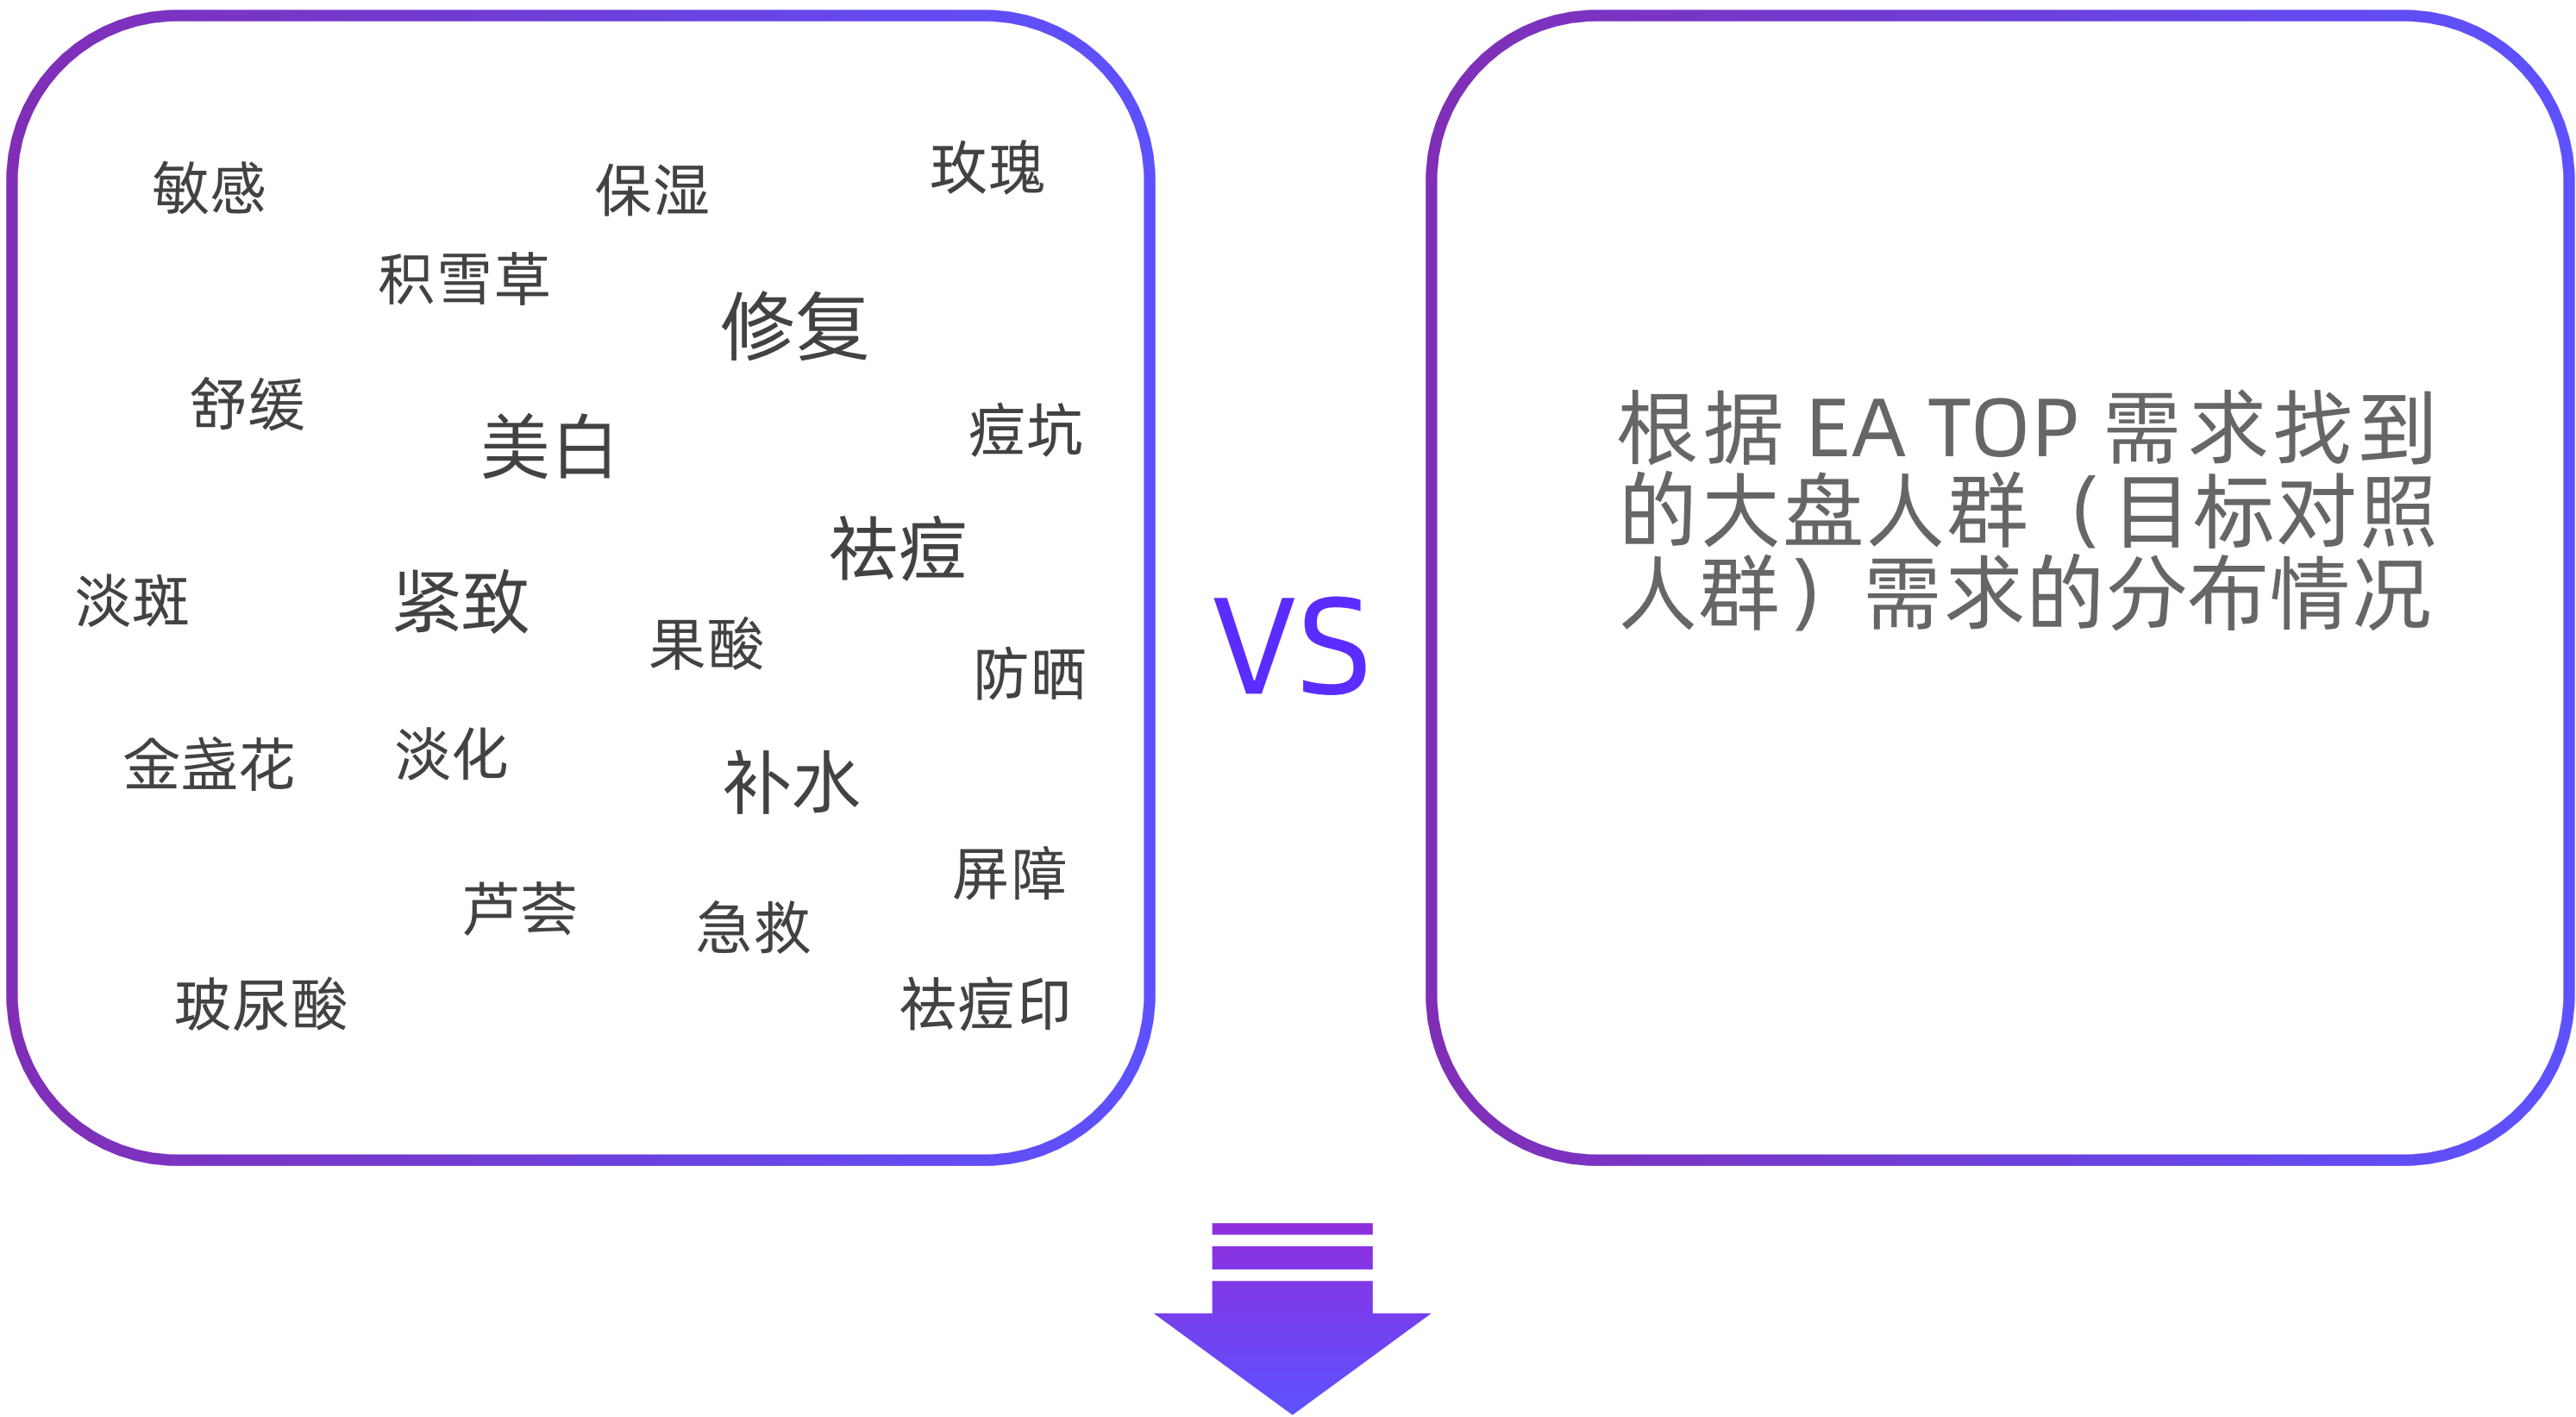 敏感
保湿
玫瑰
积雪草
修复
舒缓
美白
痘坑
祛痘
淡斑
紧致
果酸
防晒
金盏花
淡化
补水
屏障
芦荟
急救
玻尿酸
祛痘印
VS
根据 EA TOP 需求找到
的大盘人群（目标对照
人群）需求的分布情况